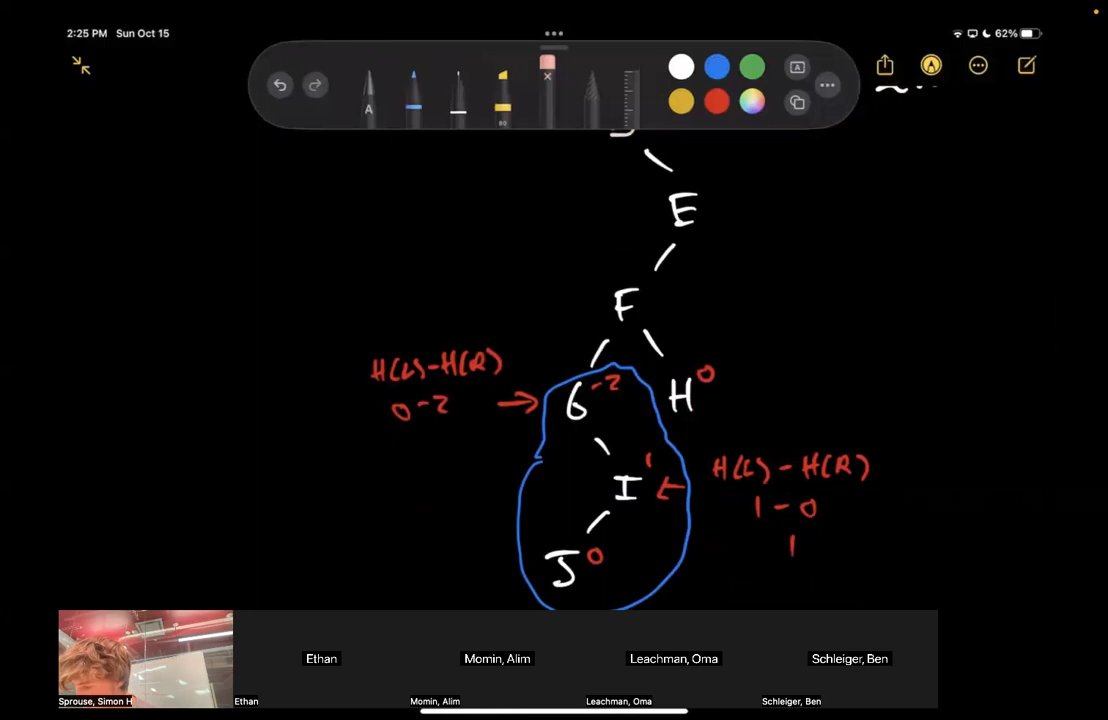 2:25 PM Sun Oct 15
62%
A
80
A
E
F
H(L)-H(R)
0-2
G -2
H 0
I 1
H(L) - H(R)
1 - 0
1
J 0
Ethan
Momin, Alim
Leachman, Oma
Schleiger, Ben
Sprouse, Simon H
Ethan
Momin, Alim
Leachman, Oma
Schleiger, Ben